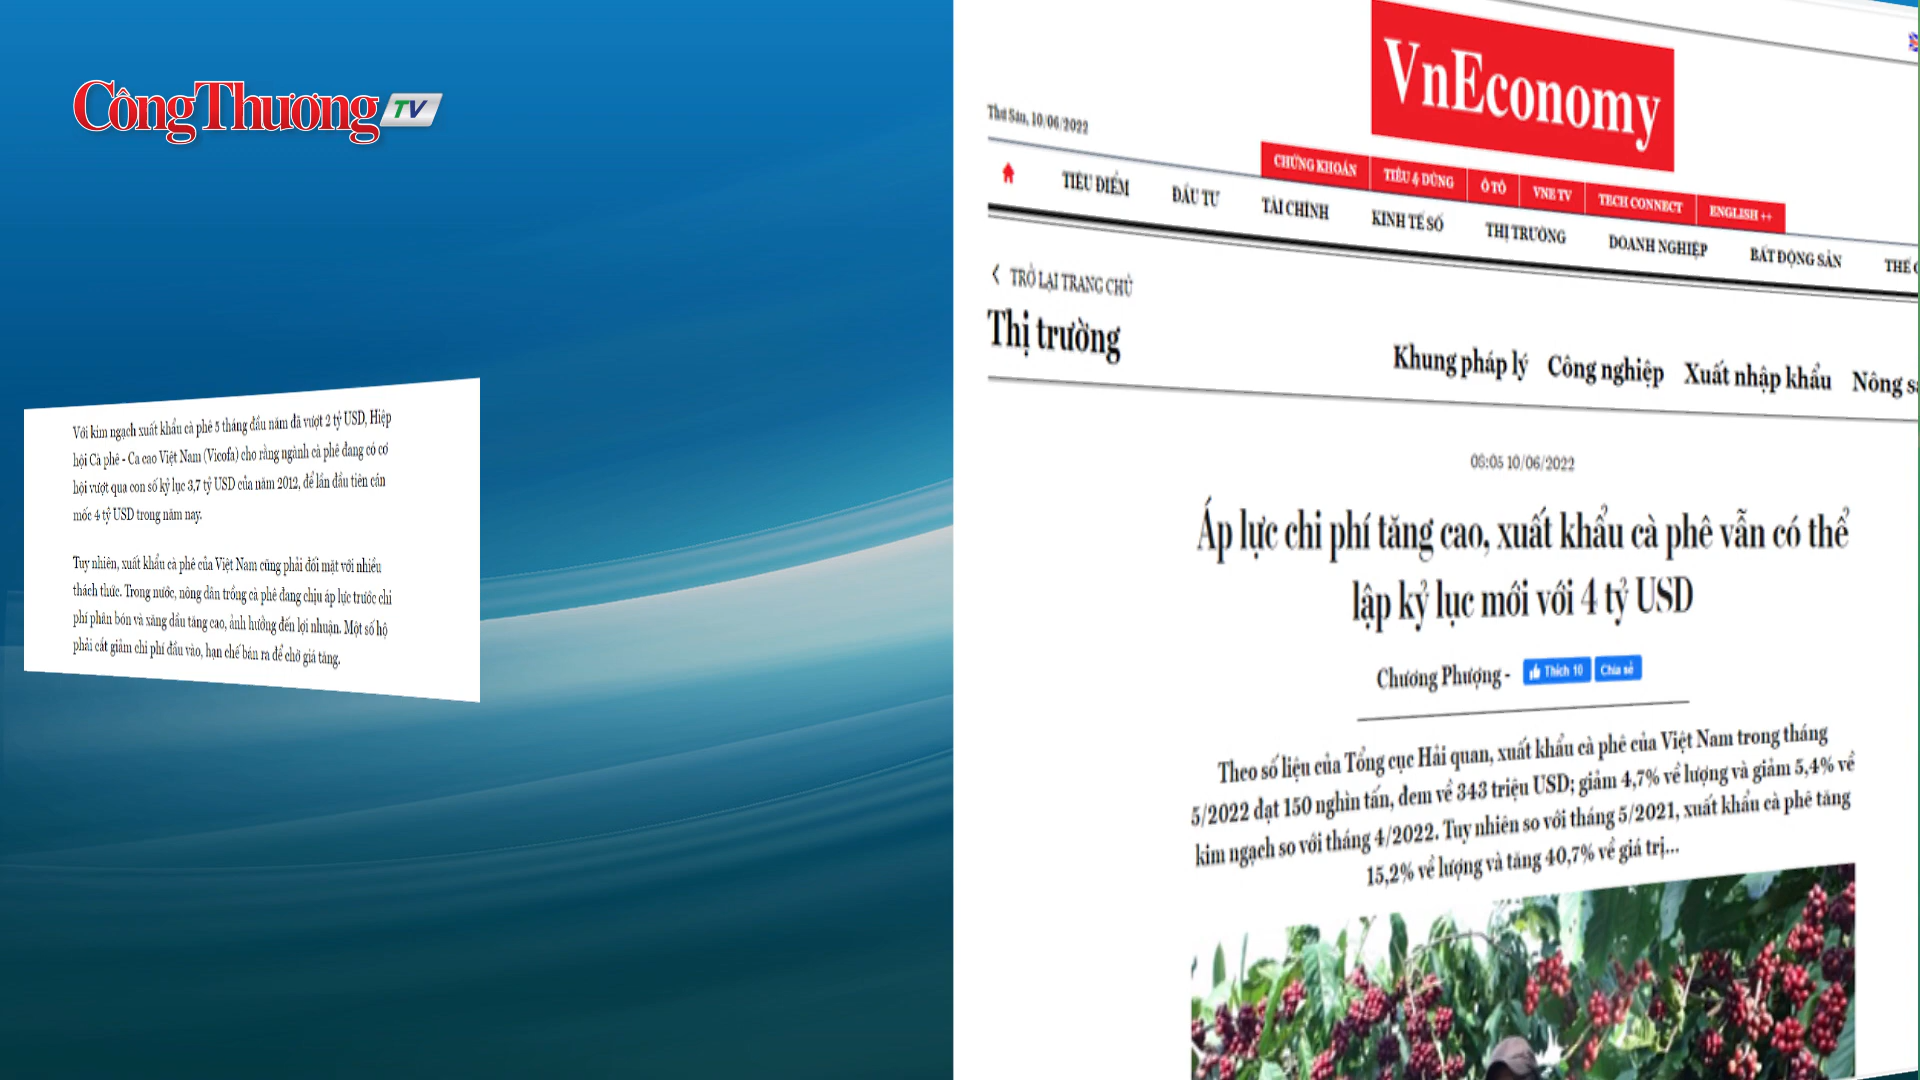 CôngThương TV
Với kim ngạch xuất khẩu cà phê 5 tháng đầu năm đã vượt 2 tỷ USD, Hiệp
hội Cà phê - Ca cao Việt Nam (Vicofa) cho rằng ngành cà phê đang có cơ
hội vượt qua con số kỷ lục 3,7 tỷ USD của năm 2012, để lần đầu tiên cán
mốc 4 tỷ USD trong năm nay.
Tuy nhiên, xuất khẩu cà phê của Việt Nam cũng phải đối mặt với nhiều
thách thức. Trong nước, nông dân trồng cà phê đang chịu áp lực trước chi
phí phân bón và xăng dầu tăng cao, ảnh hưởng đến lợi nhuận. Một số hộ
phải cắt giảm chi phí đầu vào, hạn chế bán ra để chờ giá tăng.
VnEconomy
Thứ Sáu, 10/06/2022
CHỨNG KHOÁN TIÊU & DÙNG Ô TÔ VNE TV TECH CONNECT ENGLISH ++
TIÊU ĐIỂM ĐẦU TƯ TÀI CHÍNH KINH TẾ SỐ THỊ TRƯỜNG DOANH NGHIỆP BẤT ĐỘNG SẢN THẾ
TRỞ LẠI TRANG CHỦ
Thị trường
Khung pháp lý Công nghiệp Xuất nhập khẩu Nông
06:05 10/06/2022
Áp lực chi phí tăng cao, xuất khẩu cà phê vẫn có thể
lập kỷ lục mới với 4 tỷ USD
Chương Phượng - Thích 10 Chia sẻ
Theo số liệu của Tổng cục Hải quan, xuất khẩu cà phê của Việt Nam trong tháng
5/2022 đạt 150 nghìn tấn, đem về 343 triệu USD; giảm 4,7% về lượng và giảm 5,4% về
kim ngạch so với tháng 4/2022. Tuy nhiên so với tháng 5/2021, xuất khẩu cà phê tăng
15,2% về lượng và tăng 40,7% về giá trị...